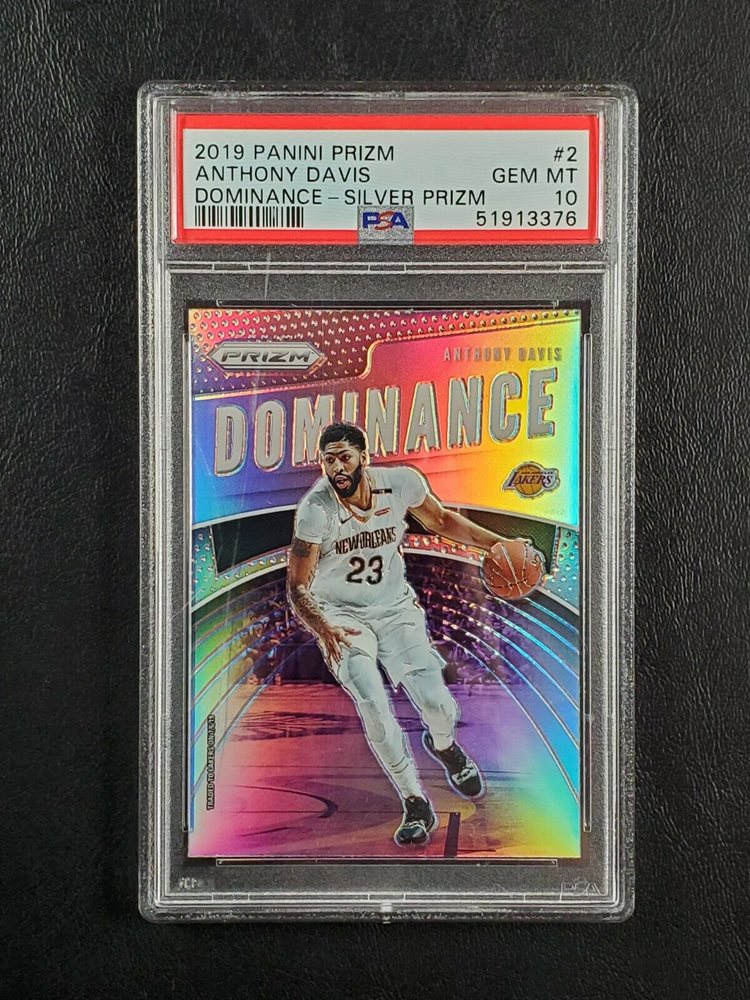 2019 PANINI PRIZM #2
ANTHONY DAVIS GEM MT
DOMINANCE - SILVER PRIZM 10
PSA 51913376
PRIZM
ANTHONY DAVIS
DOMINANCE
LAKERS
NEW ORLEANS
23
PSA